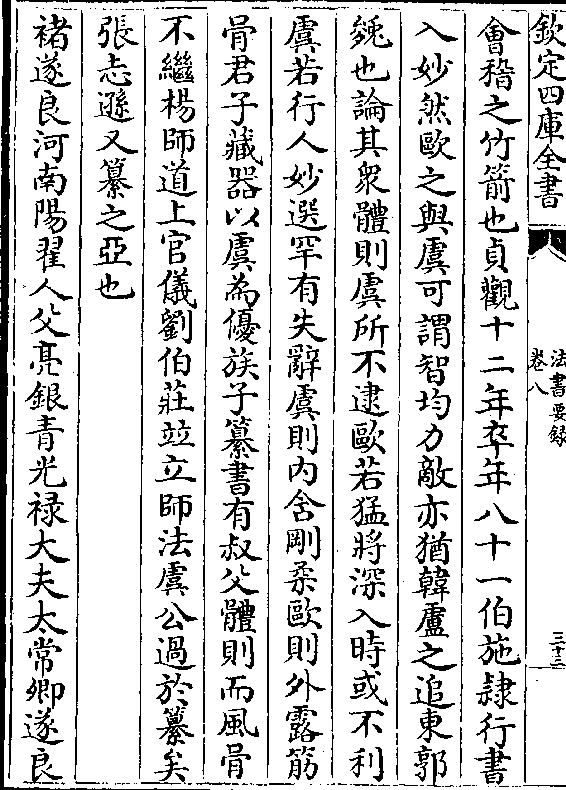 欽定四庫全書
法書要録
卷八
三十二
會稽之竹箭也貞觀十二年卒年八十一伯施隷行書
入妙然歐之與虞可謂智均力敵亦猶韓盧之追東郭
㕙也論其衆體則虞所不逮歐若猛將深入時或不利
虞若行人妙選罕有失辭虞則内含剛柔歐則外露筋
骨君子藏器以虞為優族子纂書有叔父體則而風骨
不繼楊師道上官儀劉伯莊並立師法虞公過於纂矣
張志遜又纂之亞也
褚遂良河南陽翟人父亮銀青光禄大夫太常卿遂良